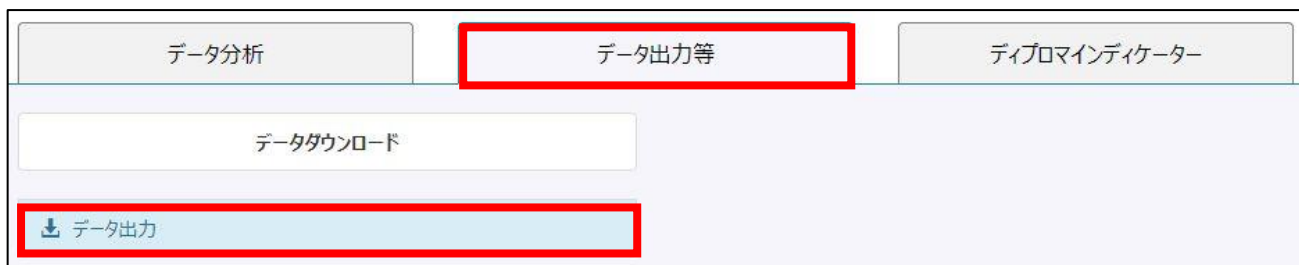 データ分析
データ出力等
ディプロマインディケーター
データダウンロード
データ出力